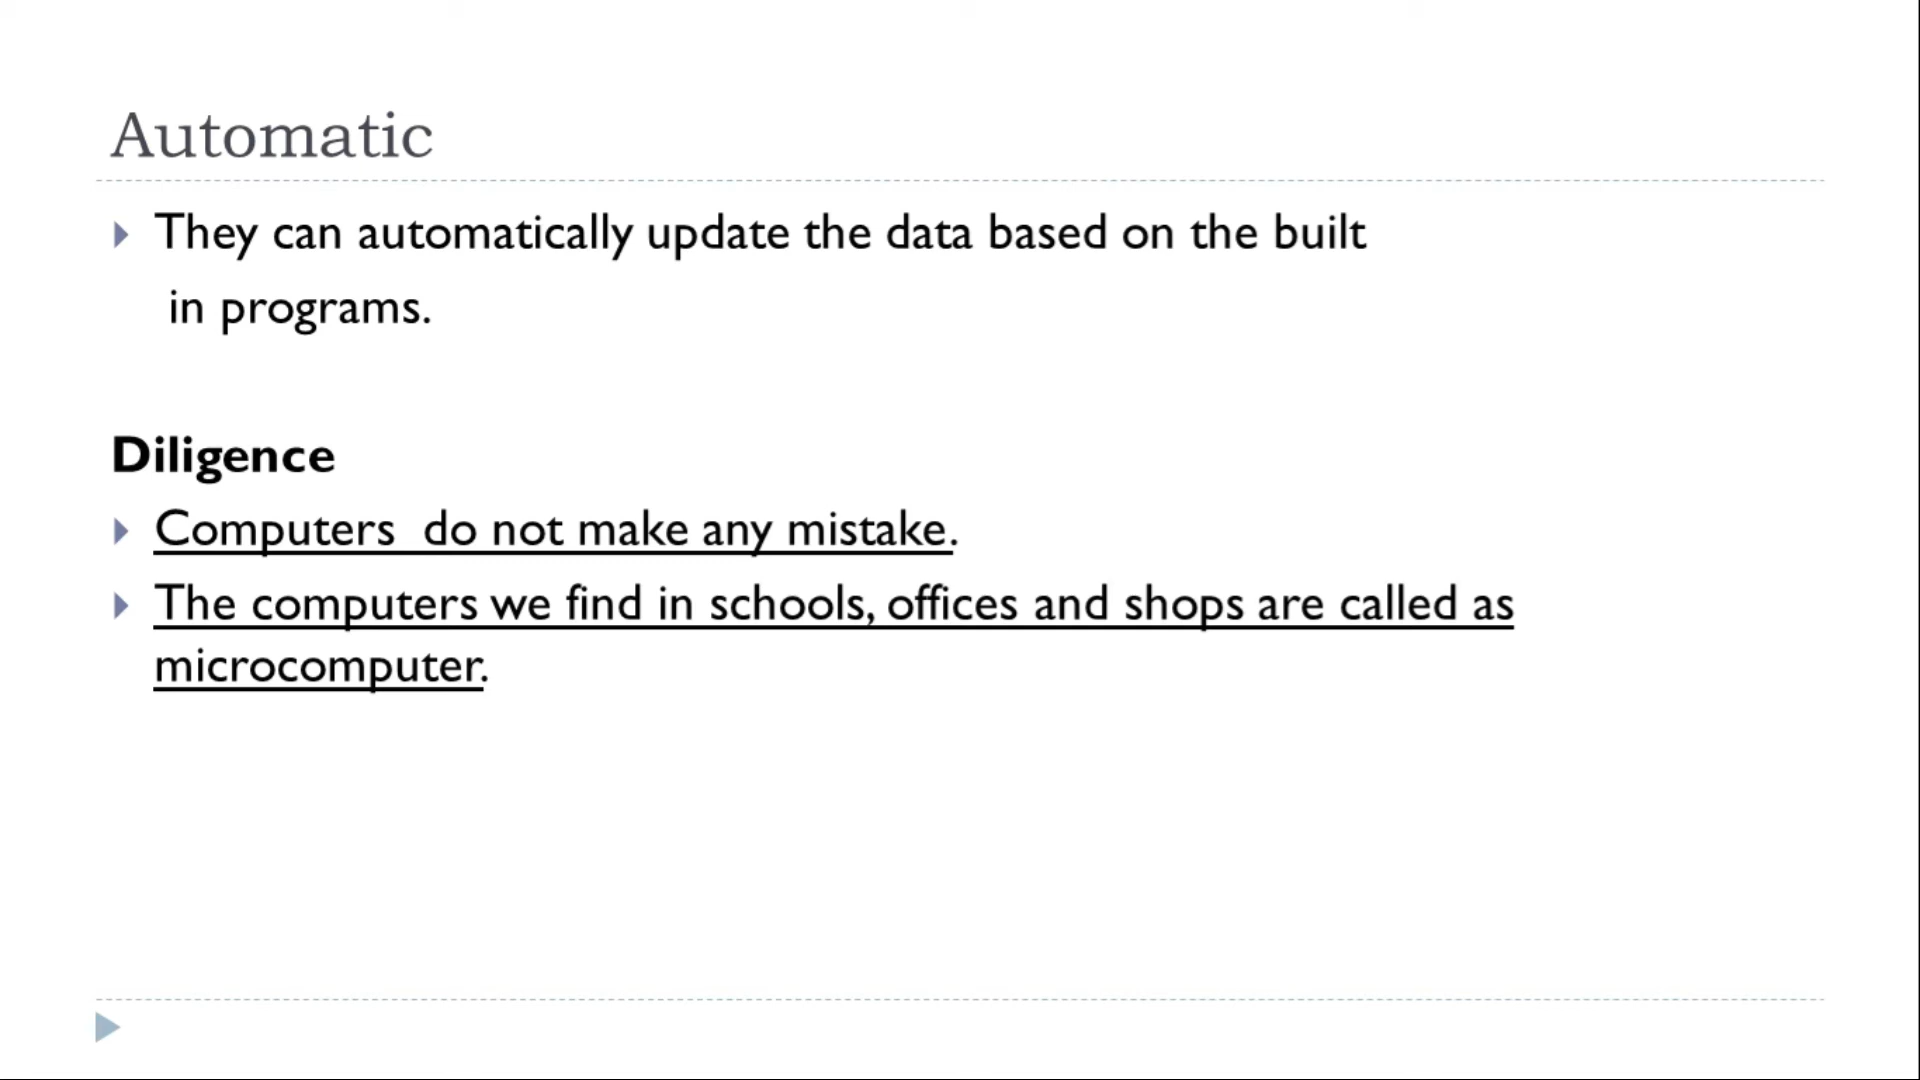 Automatic
They can automatically update the data based on the built
in programs.
Diligence
Computers  do not make any mistake.
The computers we find in schools, offices and shops are called as
microcomputer.